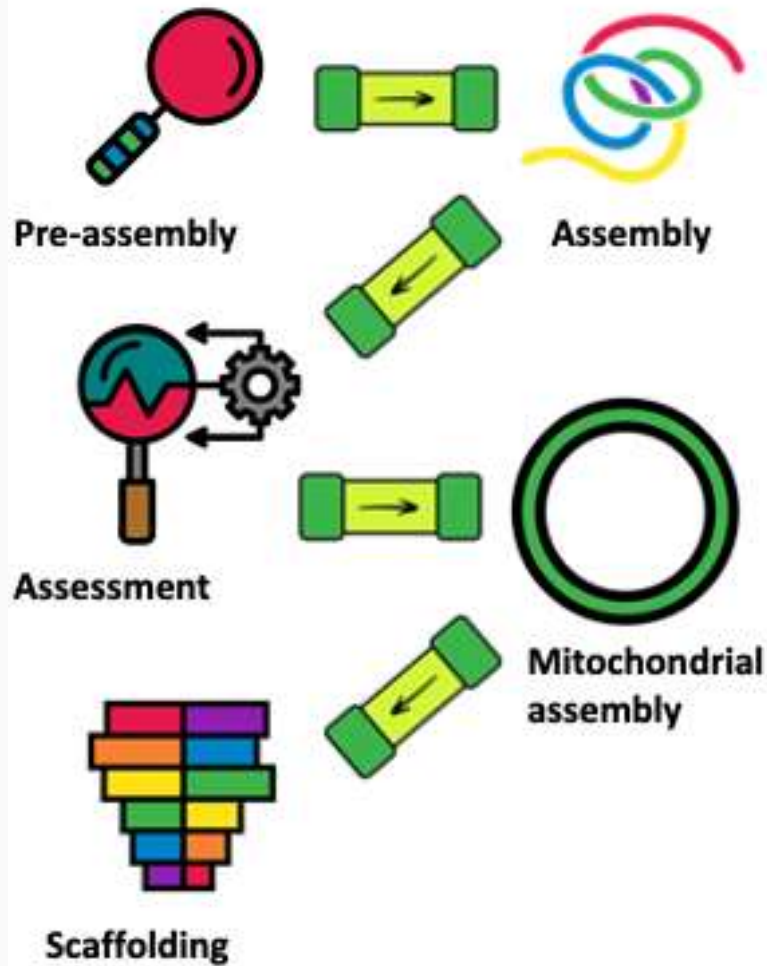 Pre-assembly
Assembly
Assessment
Mitochondrial
assembly
Scaffolding